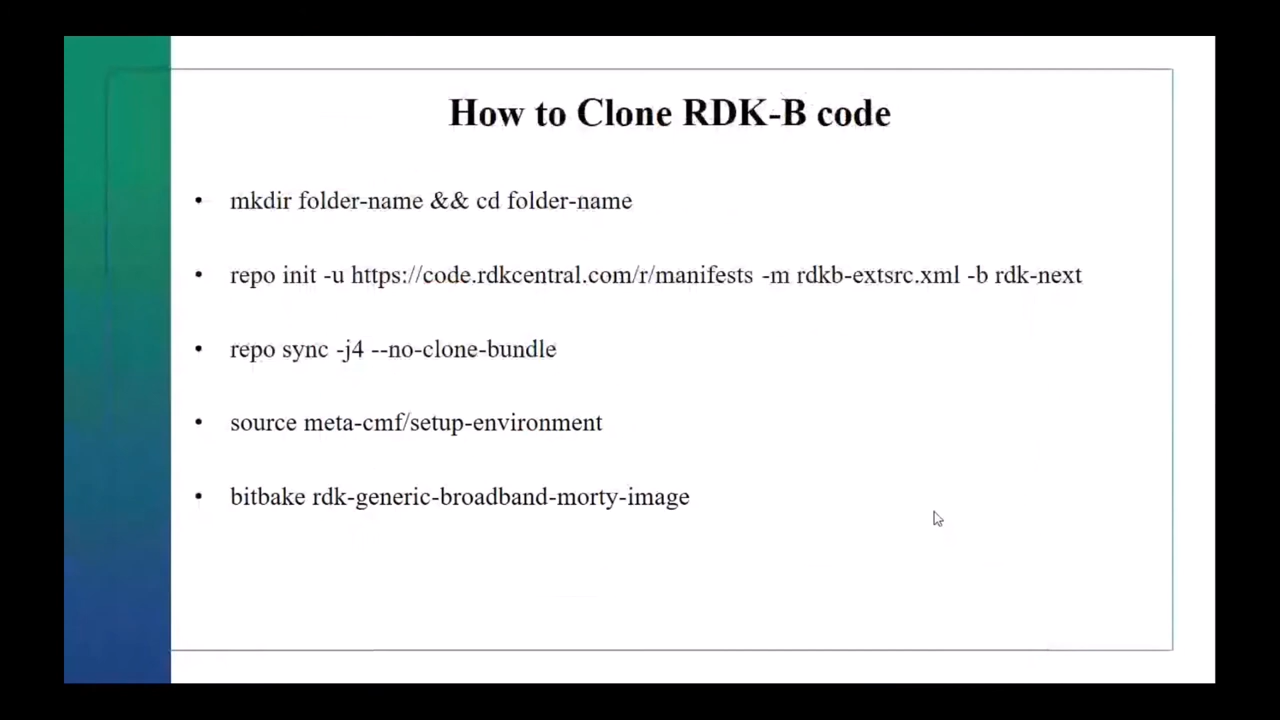 How to Clone RDK-B code
• mkdir folder-name && cd folder-name
• repo init -u https://code.rdkcentral.com/r/manifests -m rdkb-extsrc.xml -b rdk-next
• repo sync -j4 --no-clone-bundle
• source meta-cmf/setup-environment
• bitbake rdk-generic-broadband-morty-image